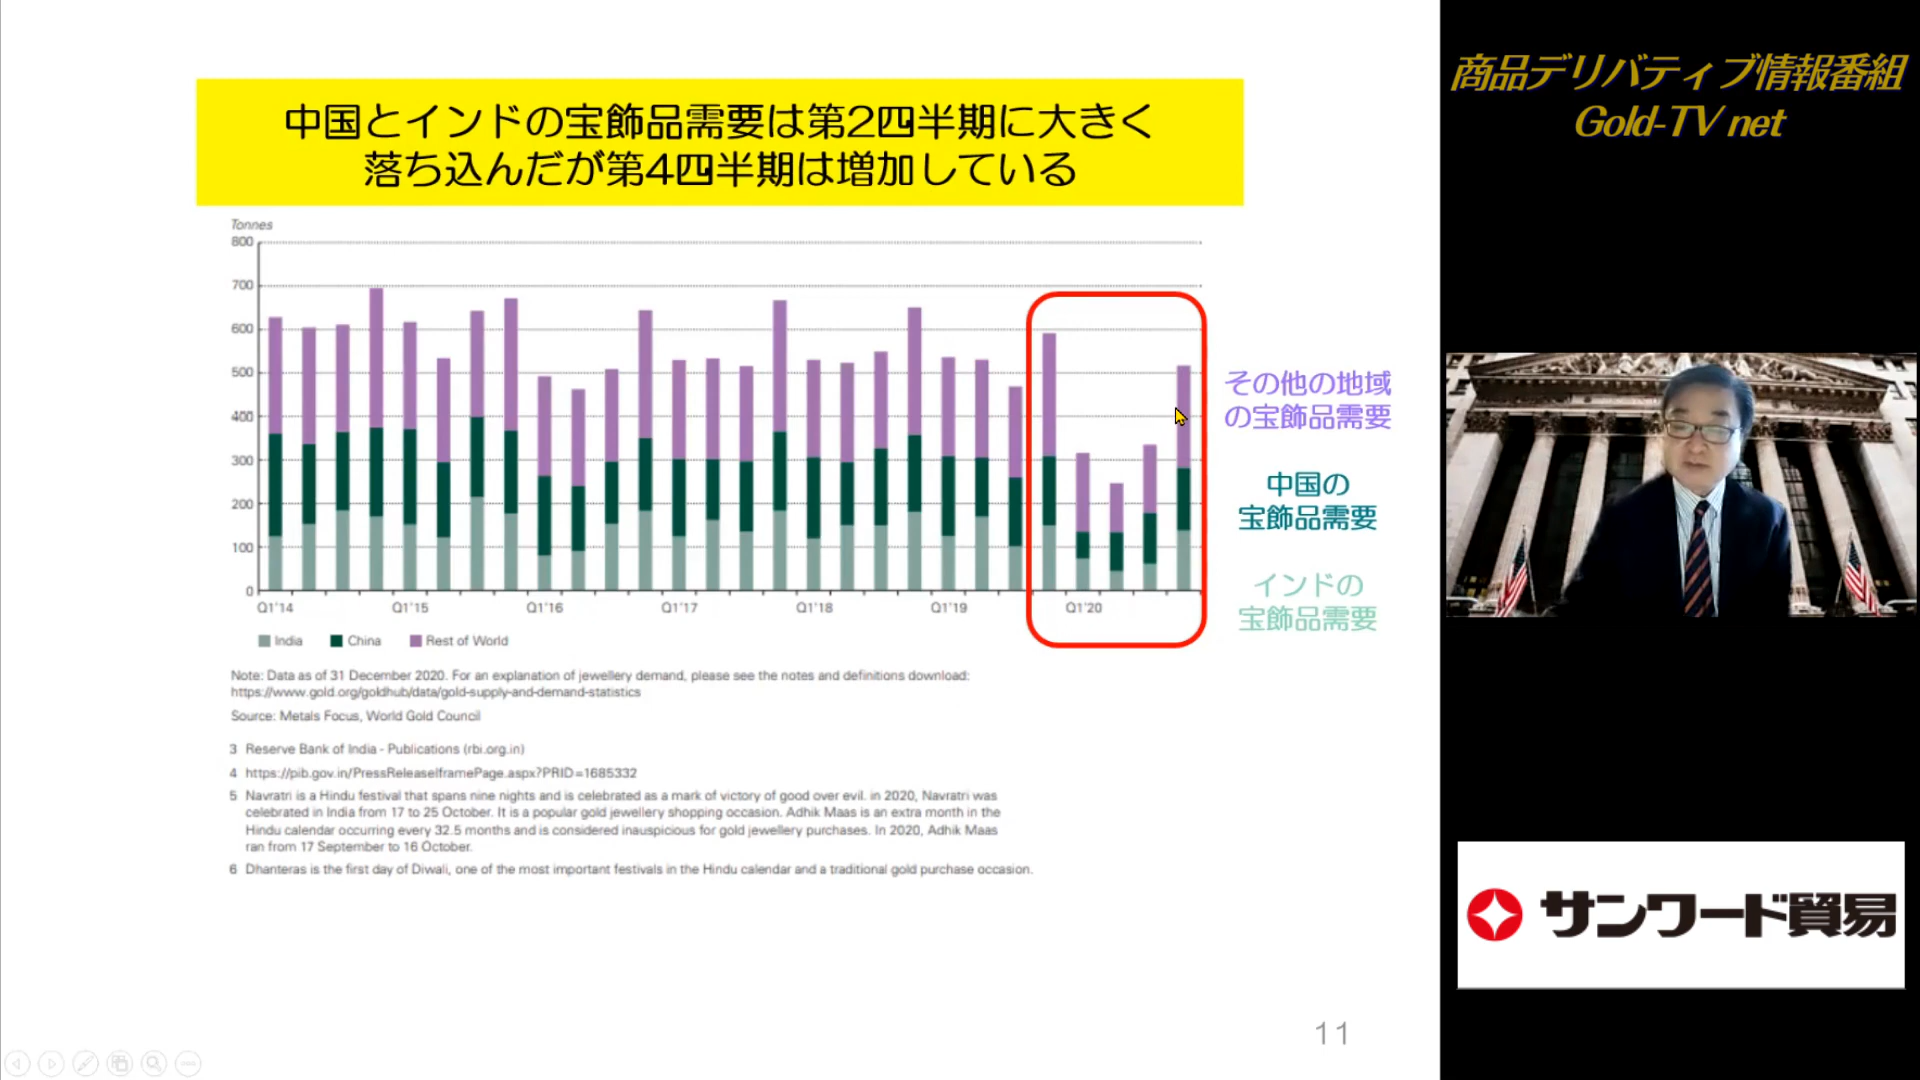 中国とインドの宝飾品需要は第2四半期に大きく
落ち込んだが第4四半期は増加している
Tonnes
800
700
600
500
400
300
200
100
0
Q1'14
Q1'15
Q1'16
Q1'17
Q1'18
Q1'19
Q1'20
India
China
Rest of World
その他の地域
の宝飾品需要
中国の
宝飾品需要
インドの
宝飾品需要
Note: Data as of 31 December 2020. For an explanation of jewellery demand, please see the notes and definitions download:
https://www.gold.org/goldhub/data/gold-supply-and-demand-statistics
Source: Metals Focus, World Gold Council
3 Reserve Bank of India - Publications (rbi.org.in)
4 https://pib.gov.in/PressReleaseIframePage.aspx?PRID=1685332
5 Navratri is a Hindu festival that spans nine nights and is celebrated as a mark of victory of good over evil. in 2020, Navratri was
celebrated in India from 17 to 25 October. It is a popular gold jewellery shopping occasion. Adhik Maas is an extra month in the
Hindu calendar occurring every 32.5 months and is considered inauspicious for gold jewellery purchases. In 2020, Adhik Maas
ran from 17 September to 16 October.
6 Dhanteras is the first day of Diwali, one of the most important festivals in the Hindu calendar and a traditional gold purchase occasion.
11
商品デリバティブ情報番組
Gold-TV net
サンワード貿易